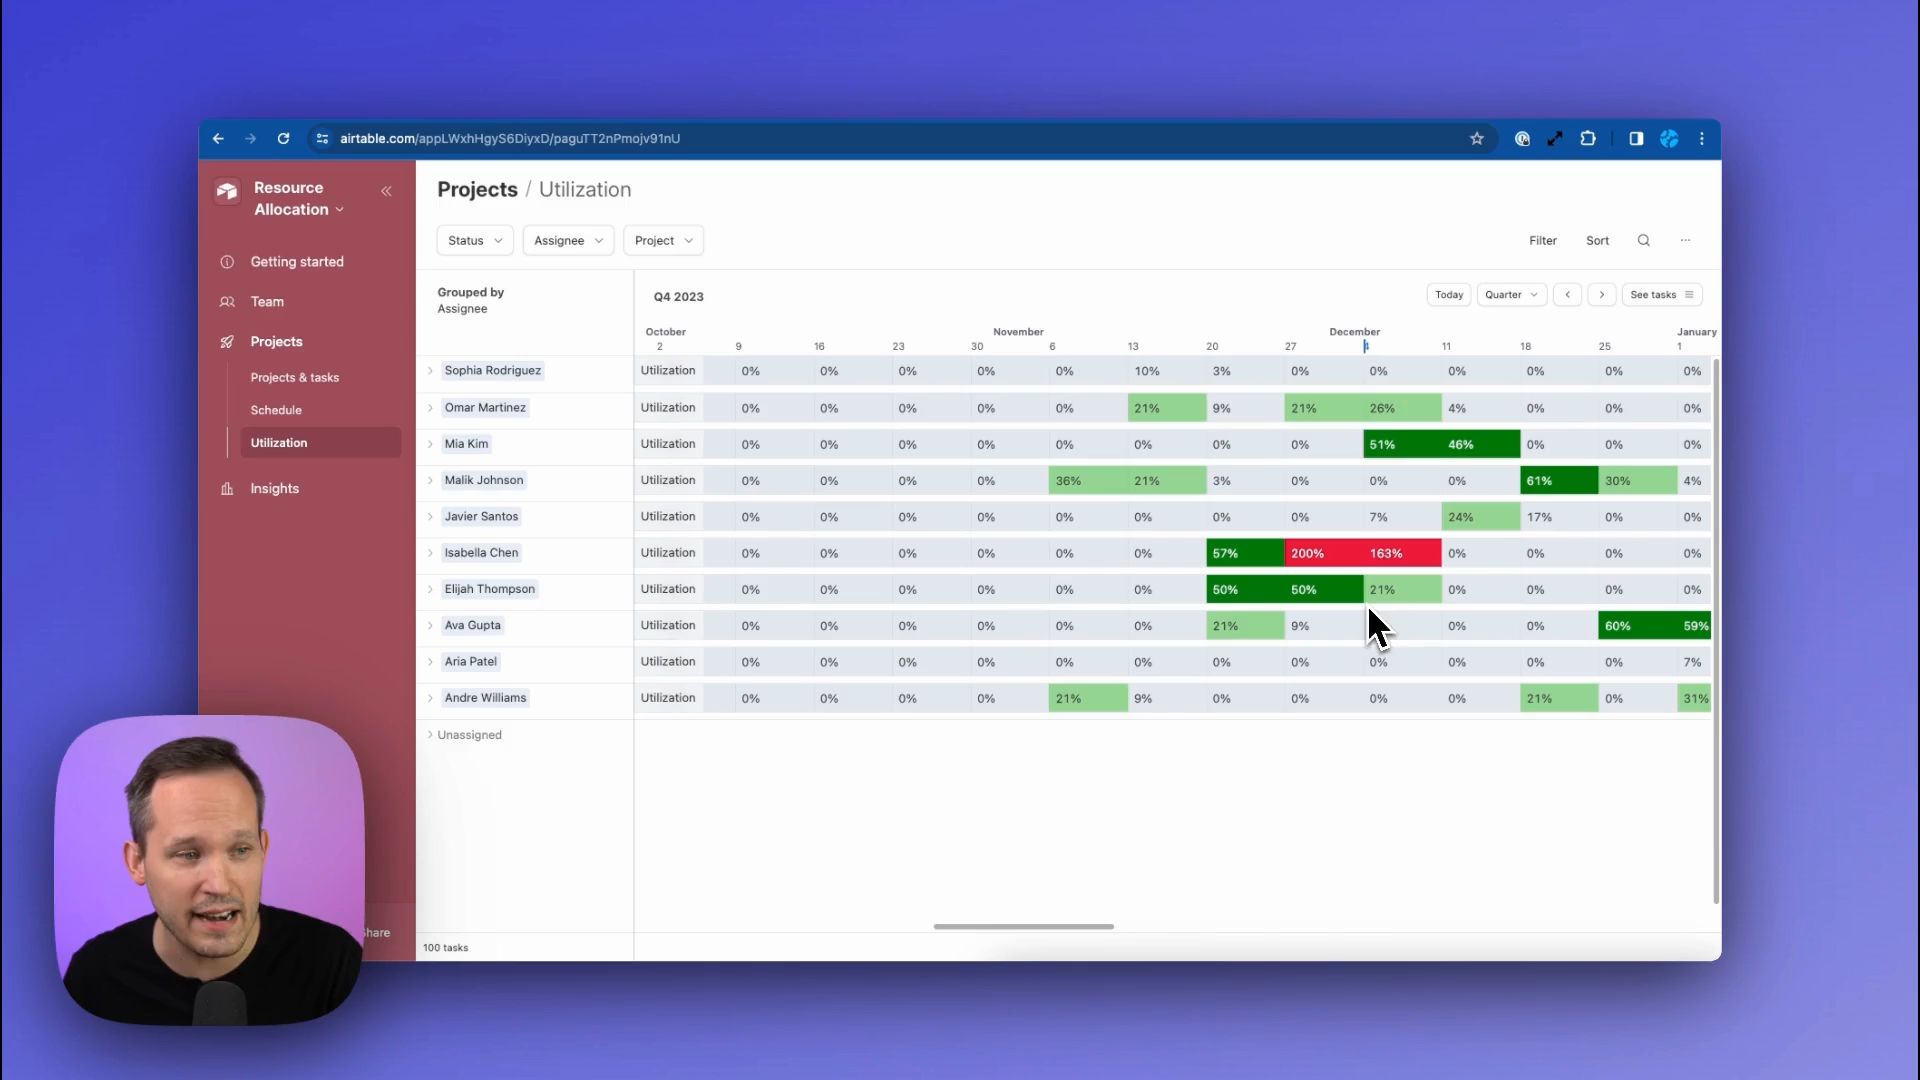 airtable.com/appLWxhHgyS6DiyxD/paguTT2nPmojv91nU
Resource
Allocation
Getting started
Team
Projects
Projects & tasks
Schedule
Utilization
Insights
Projects / Utilization
Status Assignee Project Filter Sort
Grouped by
Assignee
Q4 2023 Today Quarter See tasks
October November December January
2 9 16 23 30 6 13 20 27 4 11 18 25 1
Sophia Rodriguez Utilization 0% 0% 0% 0% 0% 10% 3% 0% 0% 0% 0% 0% 0%
Omar Martinez Utilization 0% 0% 0% 0% 0% 21% 9% 21% 26% 4% 0% 0% 0%
Mia Kim Utilization 0% 0% 0% 0% 0% 0% 0% 0% 51% 46% 0% 0% 0%
Malik Johnson Utilization 0% 0% 0% 0% 36% 21% 3% 0% 0% 0% 61% 30% 4%
Javier Santos Utilization 0% 0% 0% 0% 0% 0% 0% 0% 7% 24% 17% 0% 0%
Isabella Chen Utilization 0% 0% 0% 0% 0% 0% 57% 200% 163% 0% 0% 0% 0%
Elijah Thompson Utilization 0% 0% 0% 0% 0% 0% 50% 50% 21% 0% 0% 0% 0%
Ava Gupta Utilization 0% 0% 0% 0% 0% 0% 21% 9% 0% 0% 60% 59%
Aria Patel Utilization 0% 0% 0% 0% 0% 0% 0% 0% 0% 0% 0% 0% 7%
Andre Williams Utilization 0% 0% 0% 0% 21% 9% 0% 0% 0% 0% 21% 0% 31%
Unassigned
hare
100 tasks